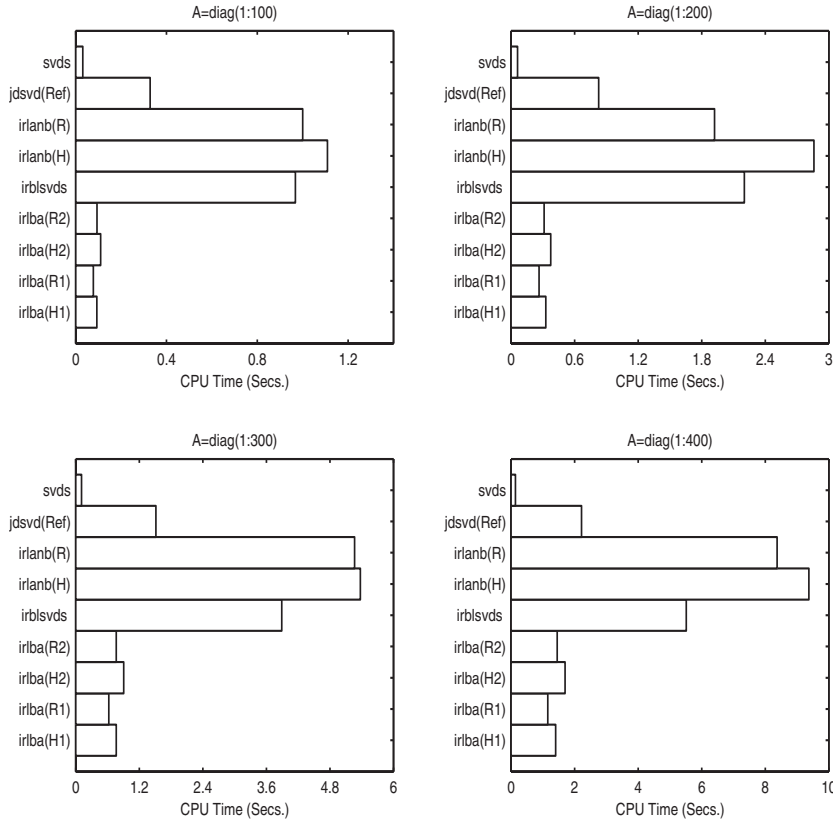 A=diag(1:100)
svds
jdsvd(Ref)
irlanb(R)
irlanb(H)
irblsvds
irlba(R2)
irlba(H2)
irlba(R1)
irlba(H1)
0 0.4 0.8 1.2
CPU Time (Secs.)
A=diag(1:200)
svds
jdsvd(Ref)
irlanb(R)
irlanb(H)
irblsvds
irlba(R2)
irlba(H2)
irlba(R1)
irlba(H1)
0 0.6 1.2 1.8 2.4 3
CPU Time (Secs.)
A=diag(1:300)
svds
jdsvd(Ref)
irlanb(R)
irlanb(H)
irblsvds
irlba(R2)
irlba(H2)
irlba(R1)
irlba(H1)
0 1.2 2.4 3.6 4.8 6
CPU Time (Secs.)
A=diag(1:400)
svds
jdsvd(Ref)
irlanb(R)
irlanb(H)
irblsvds
irlba(R2)
irlba(H2)
irlba(R1)
irlba(H1)
0 2 4 6 8 10
CPU Time (Secs.)